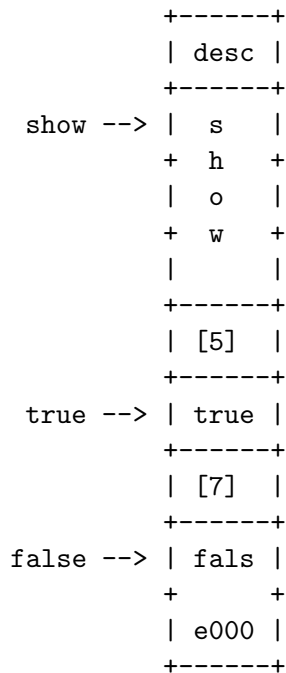 +------+
| desc |
+------+
show --> | s |
+ h +
| o |
+ w +
| |
+------+
| [5] |
+------+
true --> | true |
+------+
| [7] |
+------+
false --> | fals |
+ +
| e000 |
+------+